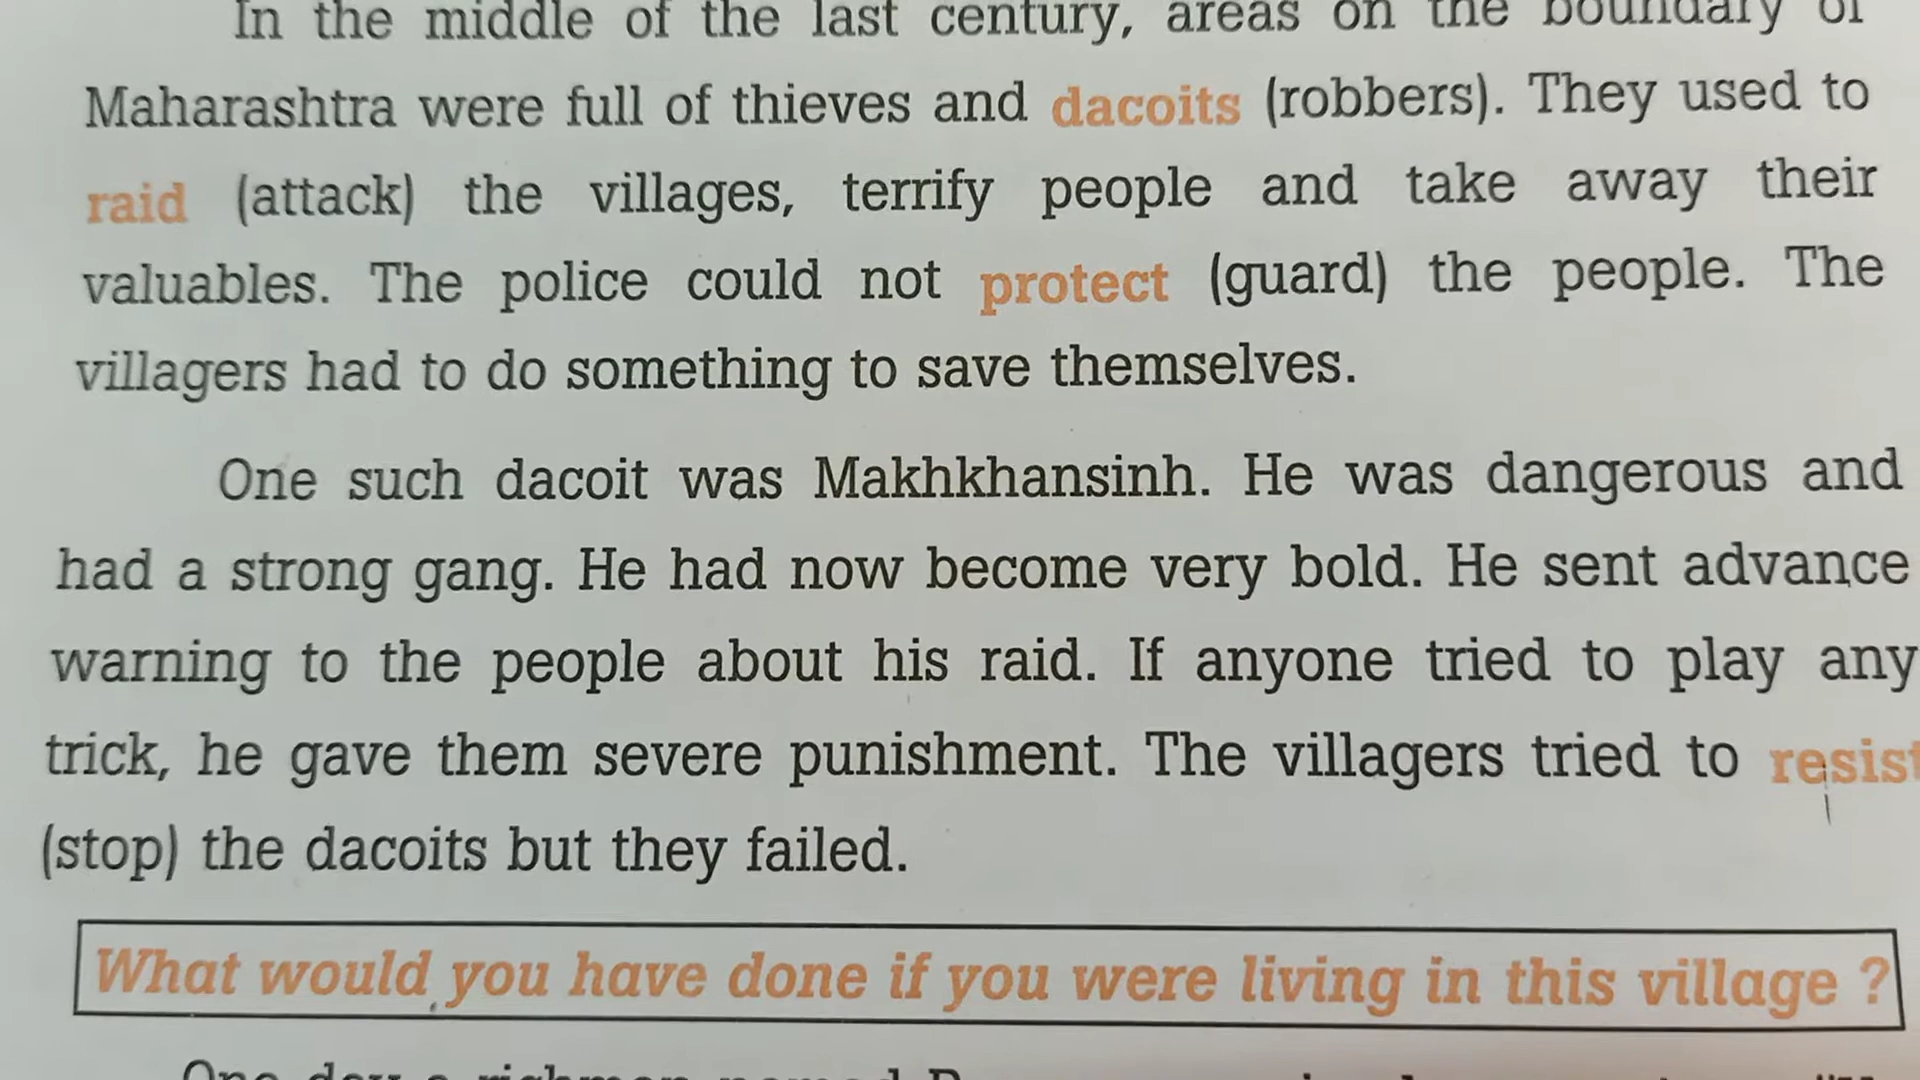 In the middle of the last century, areas on the boundary of
Maharashtra were full of thieves and dacoits (robbers). They used to
raid (attack) the villages, terrify people and take away their
valuables. The police could not protect (guard) the people. The
villagers had to do something to save themselves.
One such dacoit was Makhkhansinh. He was dangerous and
had a strong gang. He had now become very bold. He sent advance
warning to the people about his raid. If anyone tried to play any
trick, he gave them severe punishment. The villagers tried to resist
(stop) the dacoits but they failed.
What would you have done if you were living in this village ?
One day a richman named